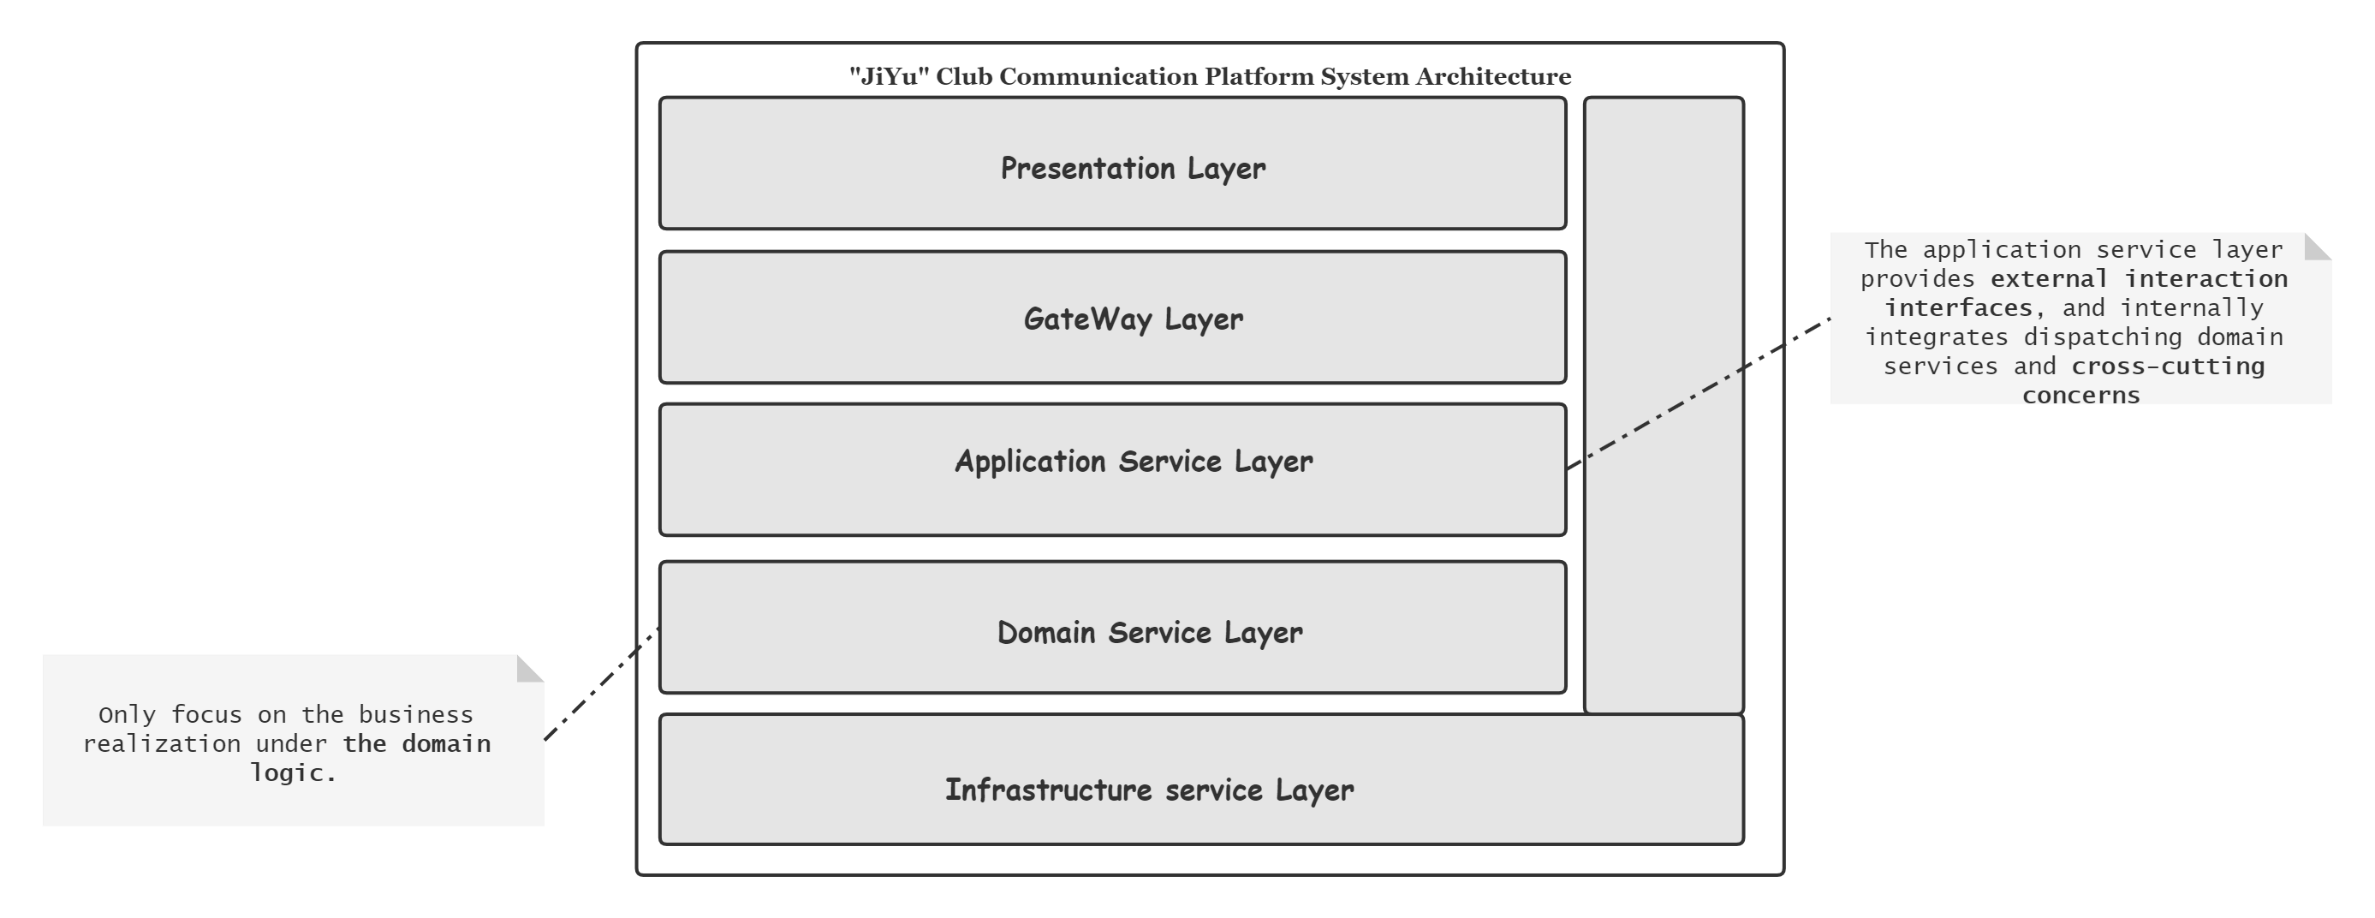 "JiYu" Club Communication Platform System Architecture
Presentation Layer
GateWay Layer
Application Service Layer
Domain Service Layer
Infrastructure service Layer
The application service layer
provides external interaction
interfaces, and internally
integrates dispatching domain
services and cross-cutting
concerns
Only focus on the business
realization under the domain
logic.